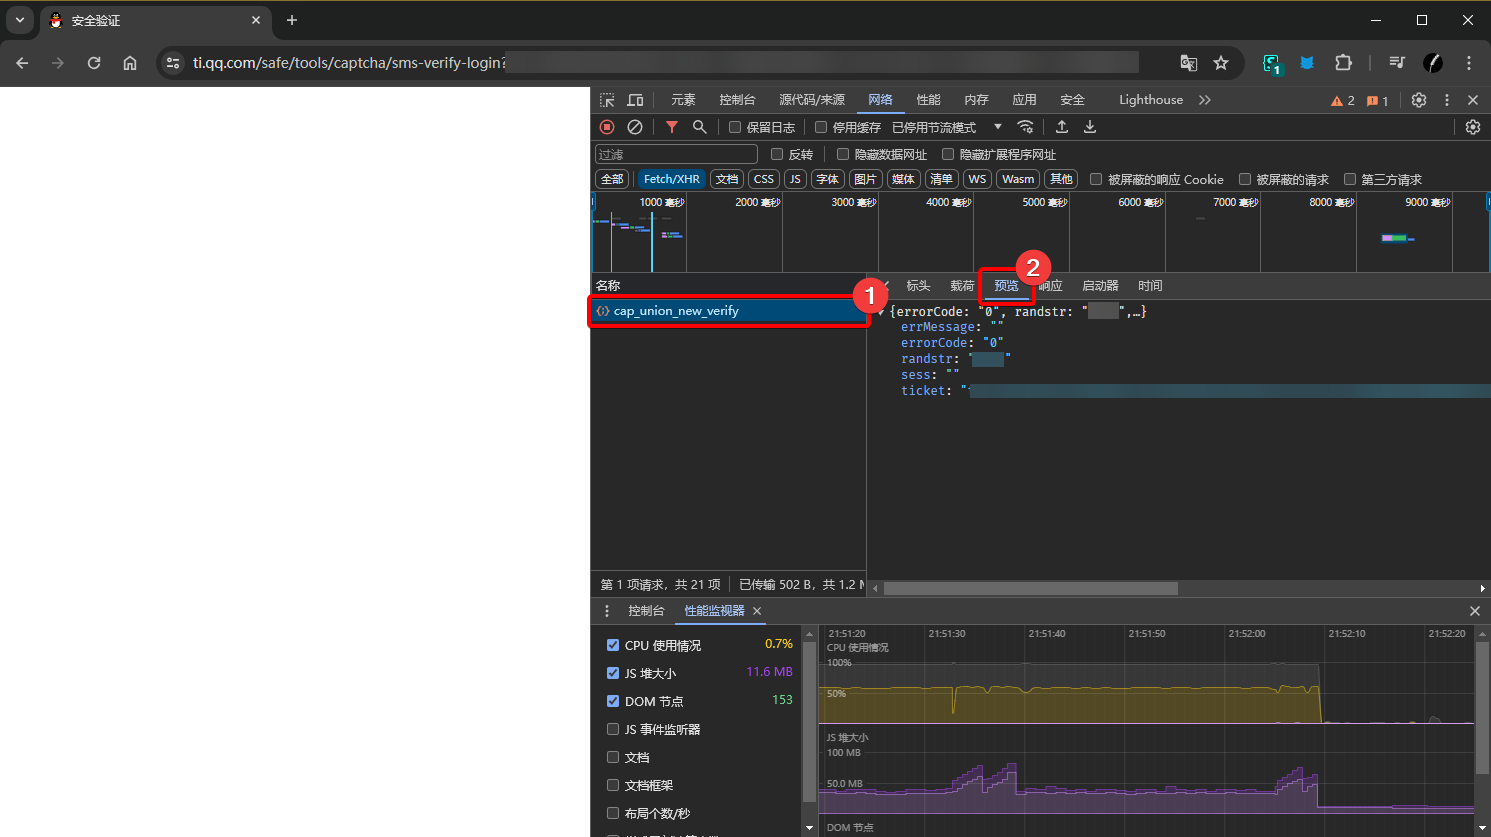 安全验证
ti.qq.com/safe/tools/captcha/sms-verify-login?
1
元素 控制台 源代码/来源 网络 性能 内存 应用 安全 Lighthouse 2 1
保留日志 停用缓存 已停用节流模式
过滤 反转 隐藏数据网址 隐藏扩展程序网址
全部 Fetch/XHR 文档 CSS JS 字体 图片 媒体 清单 WS Wasm 其他 被屏蔽的响应 Cookie 被屏蔽的请求 第三方请求
1000 毫秒 2000 毫秒 3000 毫秒 4000 毫秒 5000 毫秒 6000 毫秒 7000 毫秒 8000 毫秒 9000 毫秒
名称
标头 载荷 预览 响应 启动器 时间
1
2
cap_union_new_verify
{errorCode: "0", randstr: " ",…}
errMessage: ""
errorCode: "0"
randstr: " "
sess: ""
ticket: "
第 1 项请求，共 21 项 已传输 502 B，共 1.2
控制台 性能监视器
CPU 使用情况 0.7%
JS 堆大小 11.6 MB
DOM 节点 153
JS 事件监听器
文档
文档框架
布局个数/秒
21:51:20 21:51:30 21:51:40 21:51:50 21:52:00 21:52:10 21:52:20
CPU 使用情况
100%
50%
JS 堆大小
100 MB
50.0 MB
DOM 节点